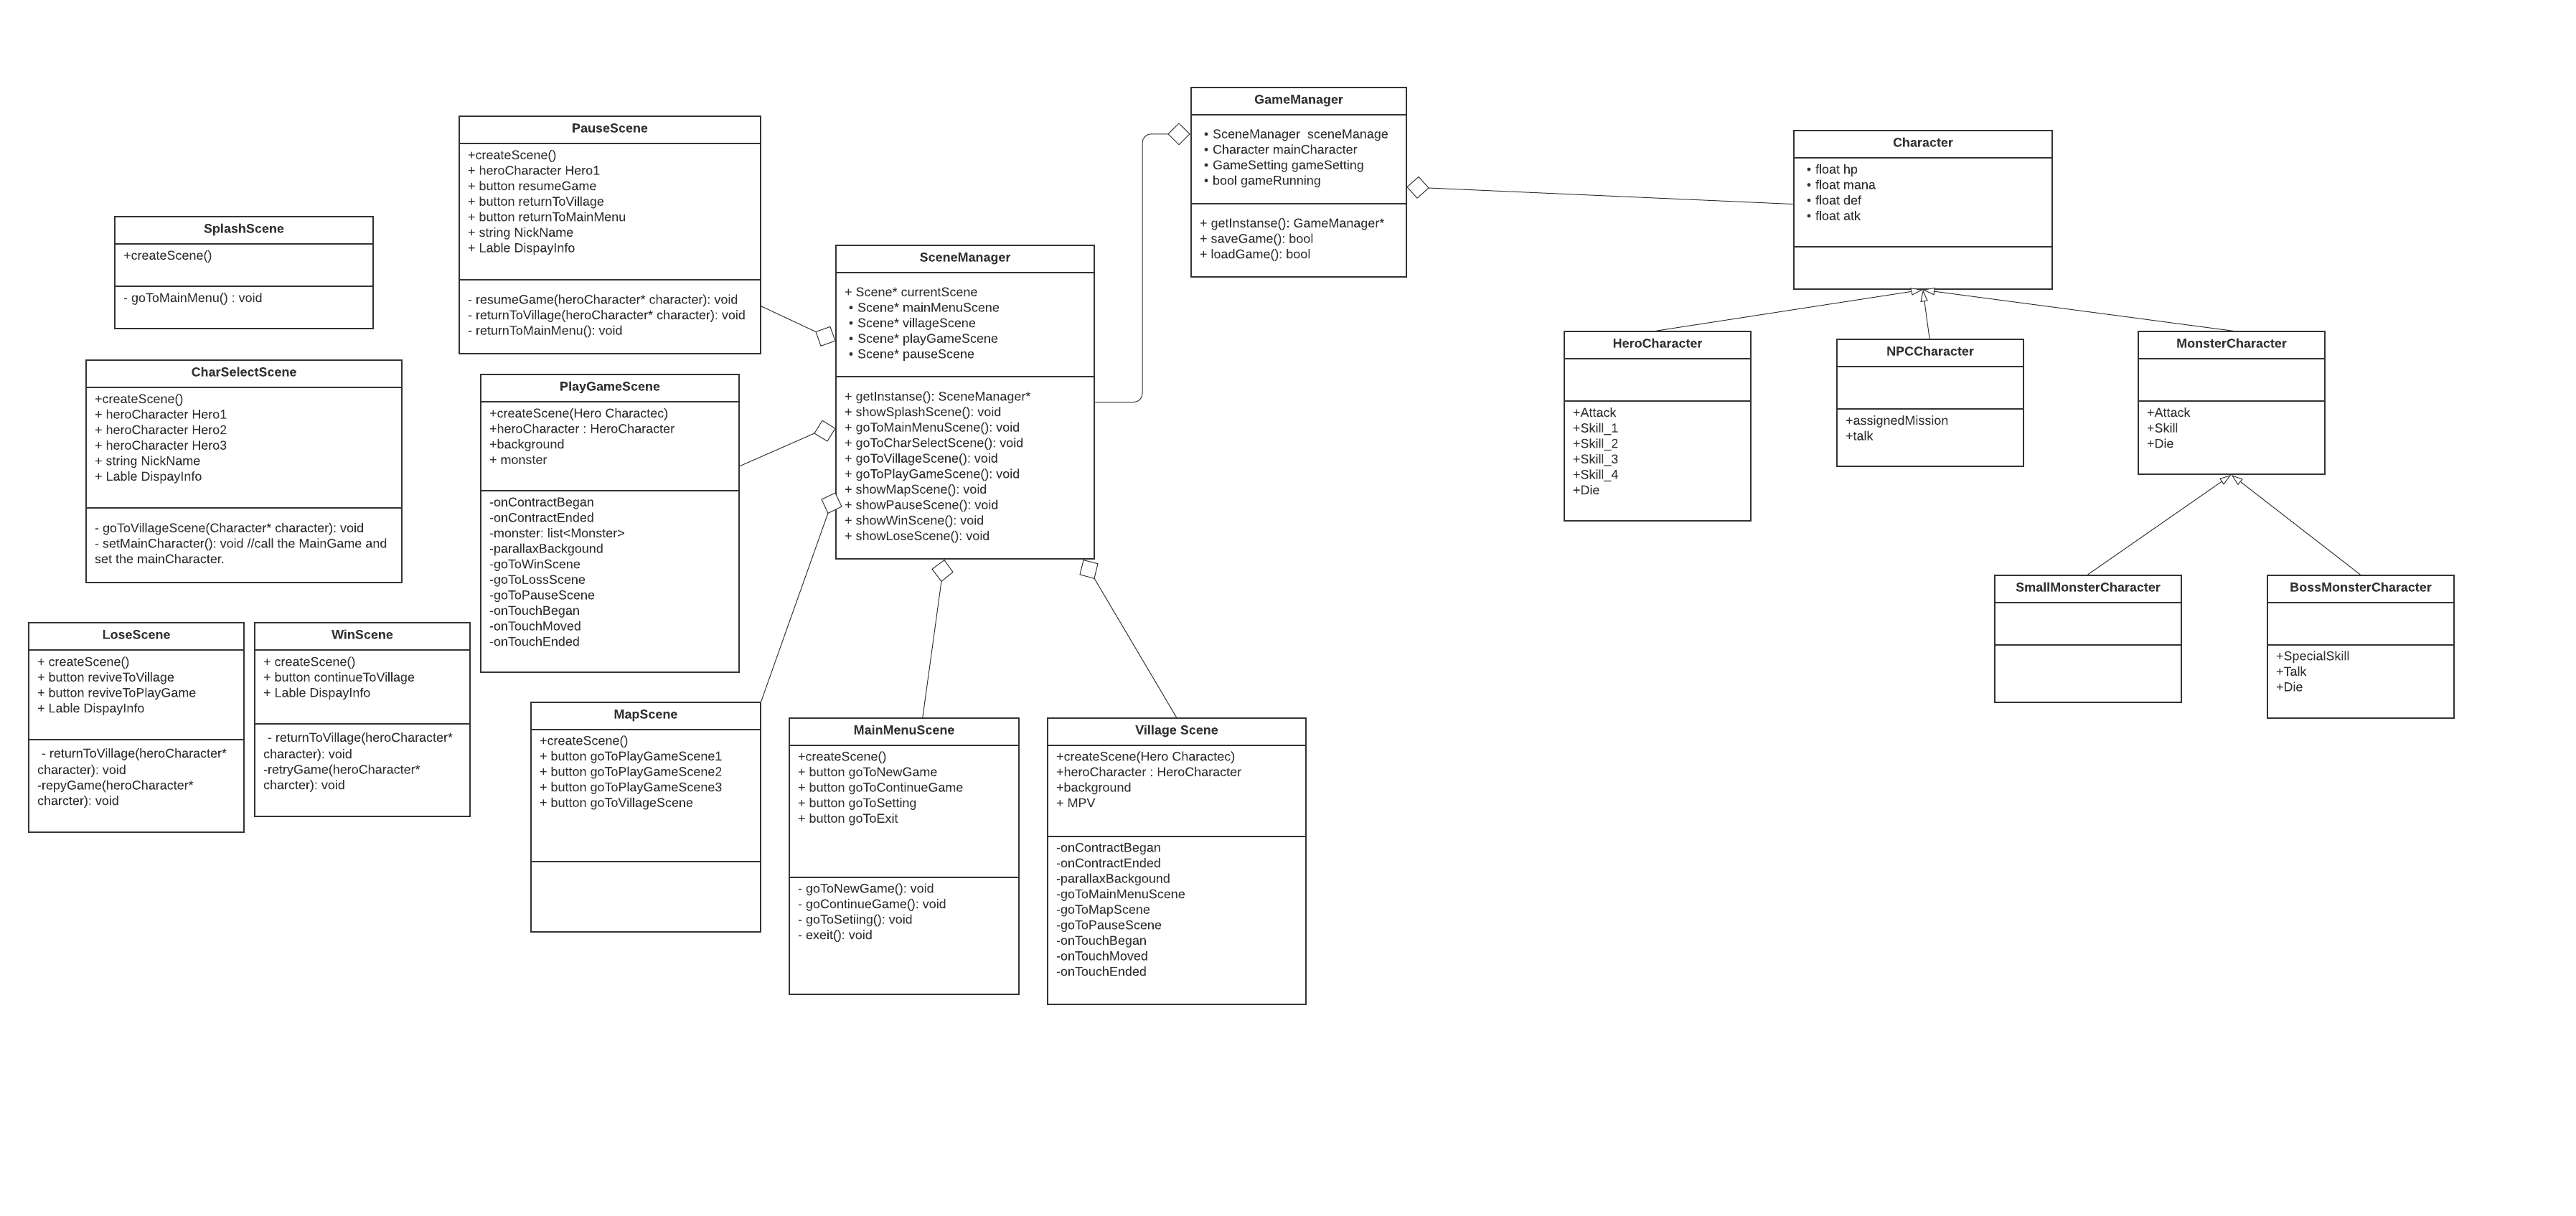 GameManager
• SceneManager  sceneManage
• Character mainCharacter
• GameSetting gameSetting
• bool gameRunning
+ getInstanse(): GameManager*
+ saveGame(): bool
+ loadGame(): bool
PauseScene
+createScene()
+ heroCharacter Hero1
+ button resumeGame
+ button returnToVillage
+ button returnToMainMenu
+ string NickName
+ Lable DispayInfo
- resumeGame(heroCharacter* character): void
- returnToVillage(heroCharacter* character): void
- returnToMainMenu(): void
Character
• float hp
• float mana
• float def
• float atk
SplashScene
+createScene()
- goToMainMenu() : void
SceneManager
+ Scene* currentScene
• Scene* mainMenuScene
• Scene* villageScene
• Scene* playGameScene
• Scene* pauseScene
+ getInstanse(): SceneManager*
+ showSplashScene(): void
+ goToMainMenuScene(): void
+ goToCharSelectScene(): void
+ goToVillageScene(): void
+ goToPlayGameScene(): void
+ showMapScene(): void
+ showPauseScene(): void
+ showWinScene(): void
+ showLoseScene(): void
HeroCharacter
+Attack
+Skill_1
+Skill_2
+Skill_3
+Skill_4
+Die
NPCCharacter
+assignedMission
+talk
MonsterCharacter
+Attack
+Skill
+Die
CharSelectScene
+createScene()
+ heroCharacter Hero1
+ heroCharacter Hero2
+ heroCharacter Hero3
+ string NickName
+ Lable DispayInfo
- goToVillageScene(Character* character): void
- setMainCharacter(): void //call the MainGame and
set the mainCharacter.
PlayGameScene
+createScene(Hero Charactec)
+heroCharacter : HeroCharacter
+background
+ monster
-onContractBegan
-onContractEnded
-monster: list<Monster>
-parallaxBackgound
-goToWinScene
-goToLossScene
-goToPauseScene
-onTouchBegan
-onTouchMoved
-onTouchEnded
SmallMonsterCharacter
BossMonsterCharacter
+SpecialSkill
+Talk
+Die
LoseScene
+ createScene()
+ button reviveToVillage
+ button reviveToPlayGame
+ Lable DispayInfo
- returnToVillage(heroCharacter*
character): void
-repyGame(heroCharacter*
charcter): void
WinScene
+ createScene()
+ button continueToVillage
+ Lable DispayInfo
- returnToVillage(heroCharacter*
character): void
-retryGame(heroCharacter*
charcter): void
MapScene
+createScene()
+ button goToPlayGameScene1
+ button goToPlayGameScene2
+ button goToPlayGameScene3
+ button goToVillageScene
MainMenuScene
+createScene()
+ button goToNewGame
+ button goToContinueGame
+ button goToSetting
+ button goToExit
- goToNewGame(): void
- goContinueGame(): void
- goToSetiing(): void
- exeit(): void
Village Scene
+createScene(Hero Charactec)
+heroCharacter : HeroCharacter
+background
+ MPV
-onContractBegan
-onContractEnded
-parallaxBackgound
-goToMainMenuScene
-goToMapScene
-goToPauseScene
-onTouchBegan
-onTouchMoved
-onTouchEnded